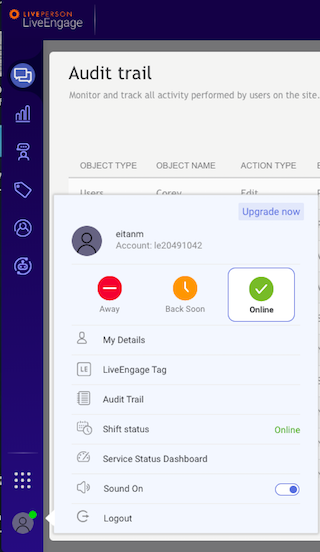 LIVEPERSON
LiveEngage
Audit trail
Monitor and track all activity performed by users on the site.
OBJECT TYPE OBJECT NAME ACTION TYPE
Users Corey Edit
Upgrade now
eitanm
Account: le20491042
Away Back Soon Online
My Details
LE LiveEngage Tag
Audit Trail
Shift status Online
Service Status Dashboard
Sound On
Logout